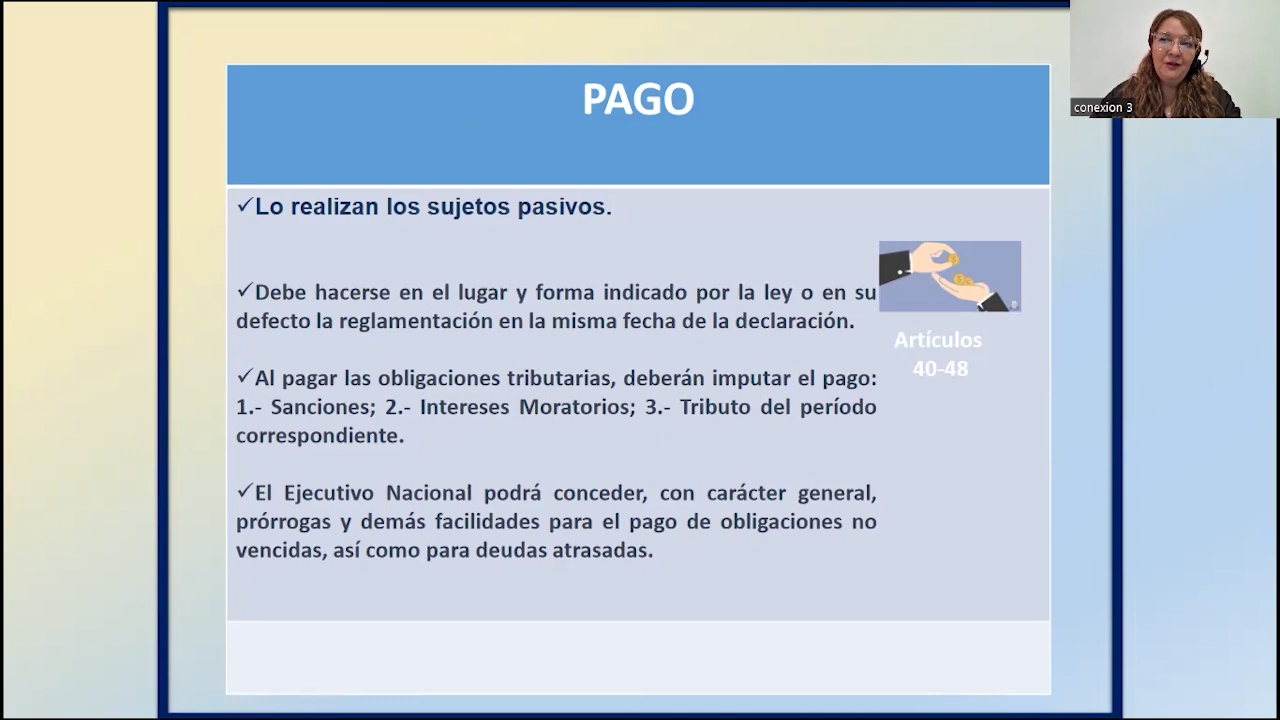 PAGO
conexion 3
✓Lo realizan los sujetos pasivos.
✓Debe hacerse en el lugar y forma indicado por la ley o en su
defecto la reglamentación en la misma fecha de la declaración.
Artículos
40-48
✓Al pagar las obligaciones tributarias, deberán imputar el pago:
1.- Sanciones; 2.- Intereses Moratorios; 3.- Tributo del período
correspondiente.
✓El Ejecutivo Nacional podrá conceder, con carácter general,
prórrogas y demás facilidades para el pago de obligaciones no
vencidas, así como para deudas atrasadas.